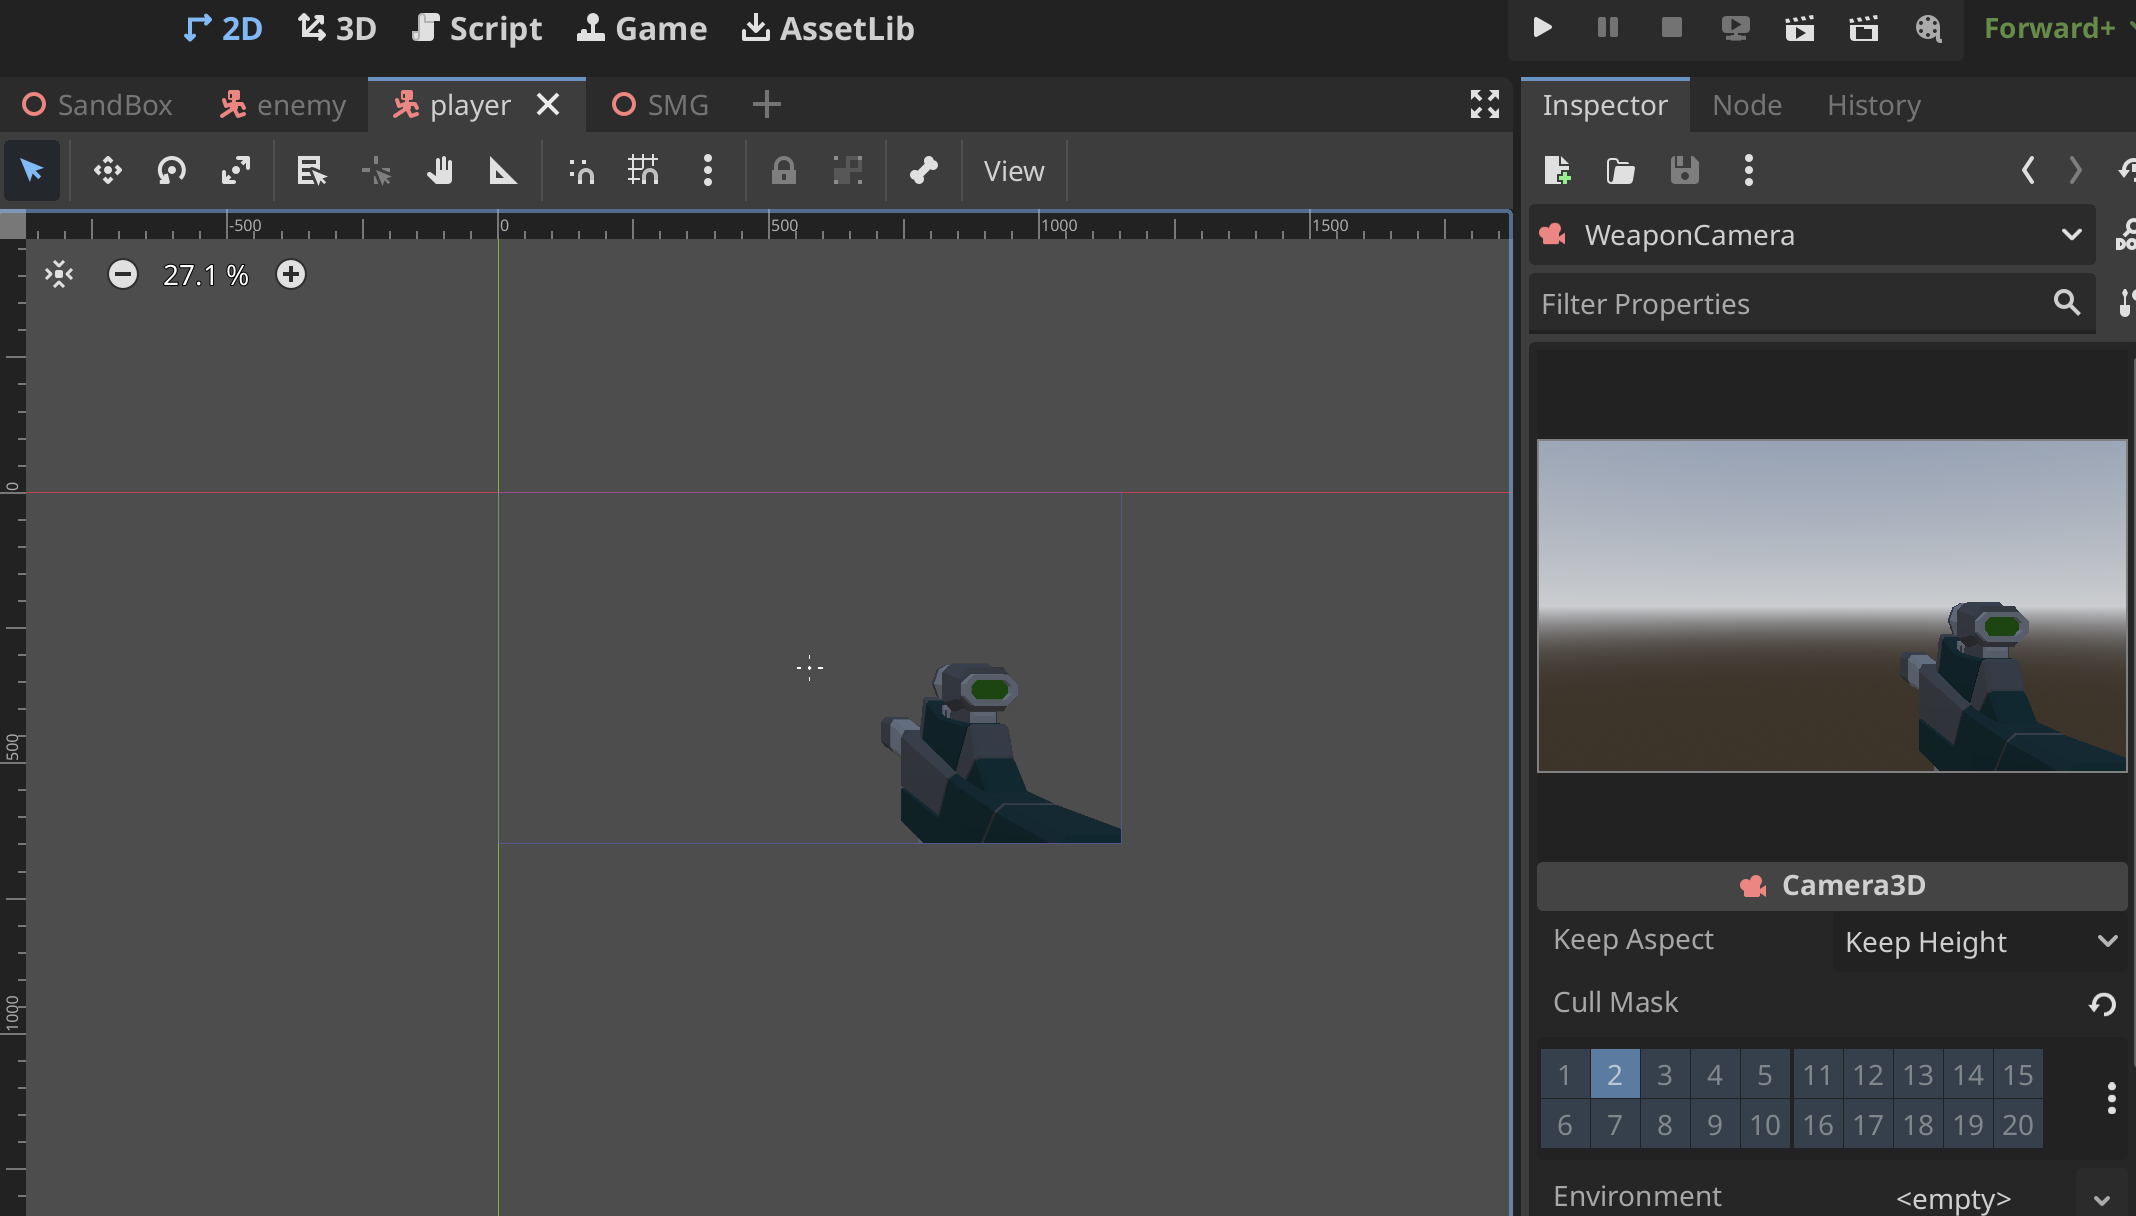 2D 3D Script Game AssetLib
Forward+
SandBox enemy player SMG
Inspector Node History
View
-500 0 500 1000 1500
27.1 %
0
500
1000
WeaponCamera
Filter Properties
Camera3D
Keep Aspect Keep Height
Cull Mask
1 2 3 4 5 11 12 13 14 15
6 7 8 9 10 16 17 18 19 20
Environment <empty>